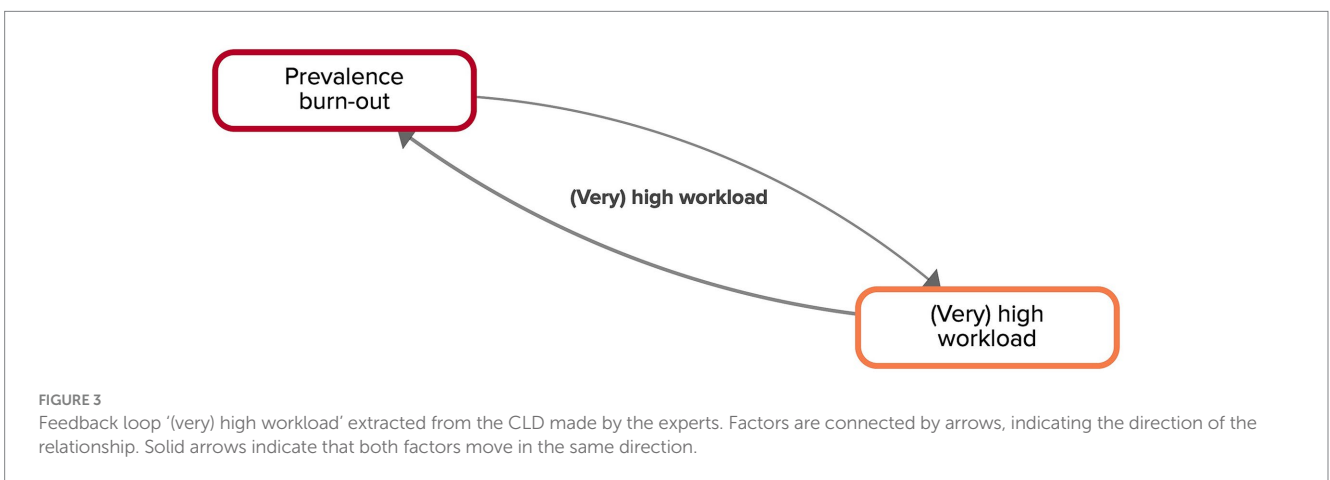 Prevalence
burn-out
(Very) high workload
(Very) high
workload
FIGURE 3
Feedback loop ‘(very) high workload’ extracted from the CLD made by the experts. Factors are connected by arrows, indicating the direction of the
relationship. Solid arrows indicate that both factors move in the same direction.